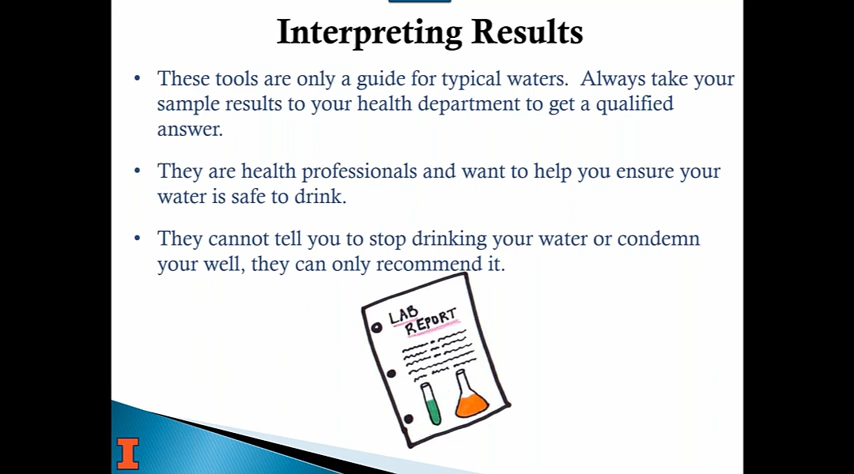 Interpreting Results
• These tools are only a guide for typical waters.  Always take your
sample results to your health department to get a qualified
answer.
• They are health professionals and want to help you ensure your
water is safe to drink.
• They cannot tell you to stop drinking your water or condemn
your well, they can only recommend it.
LAB
REPORT
I